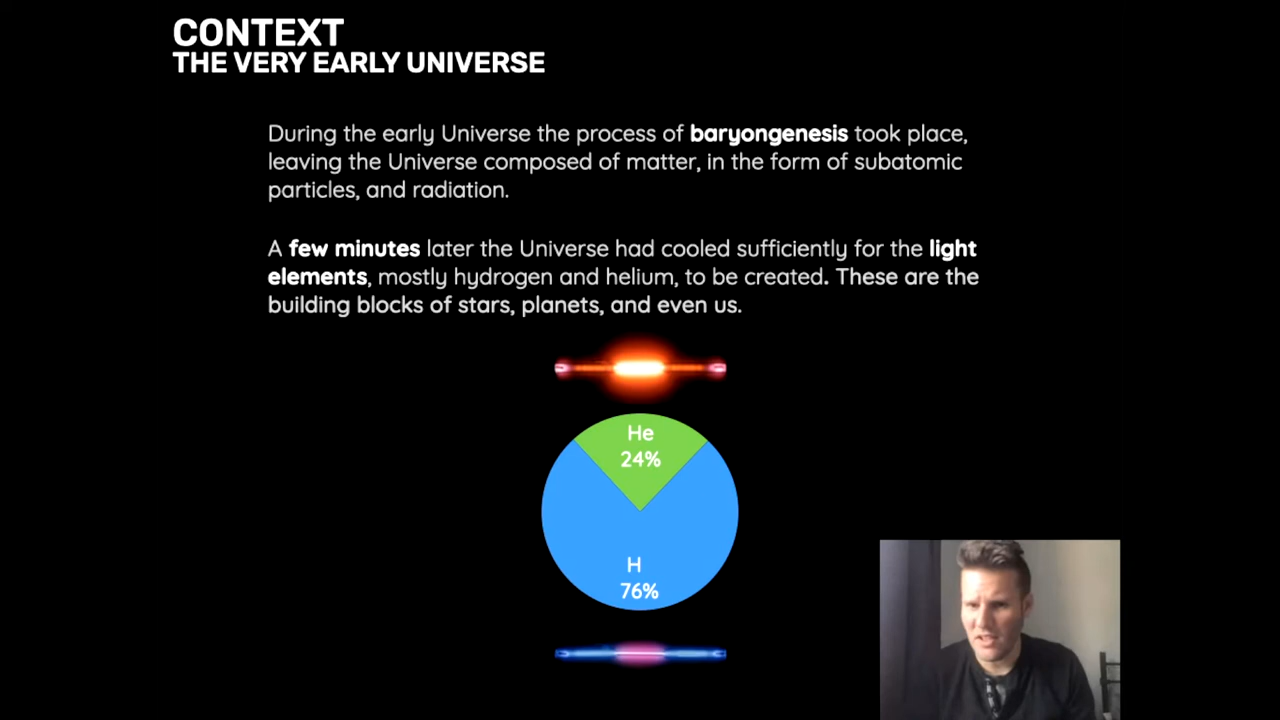 CONTEXT
THE VERY EARLY UNIVERSE
During the early Universe the process of baryongenesis took place,
leaving the Universe composed of matter, in the form of subatomic
particles, and radiation.
A few minutes later the Universe had cooled sufficiently for the light
elements, mostly hydrogen and helium, to be created. These are the
building blocks of stars, planets, and even us.
He
24%
H
76%